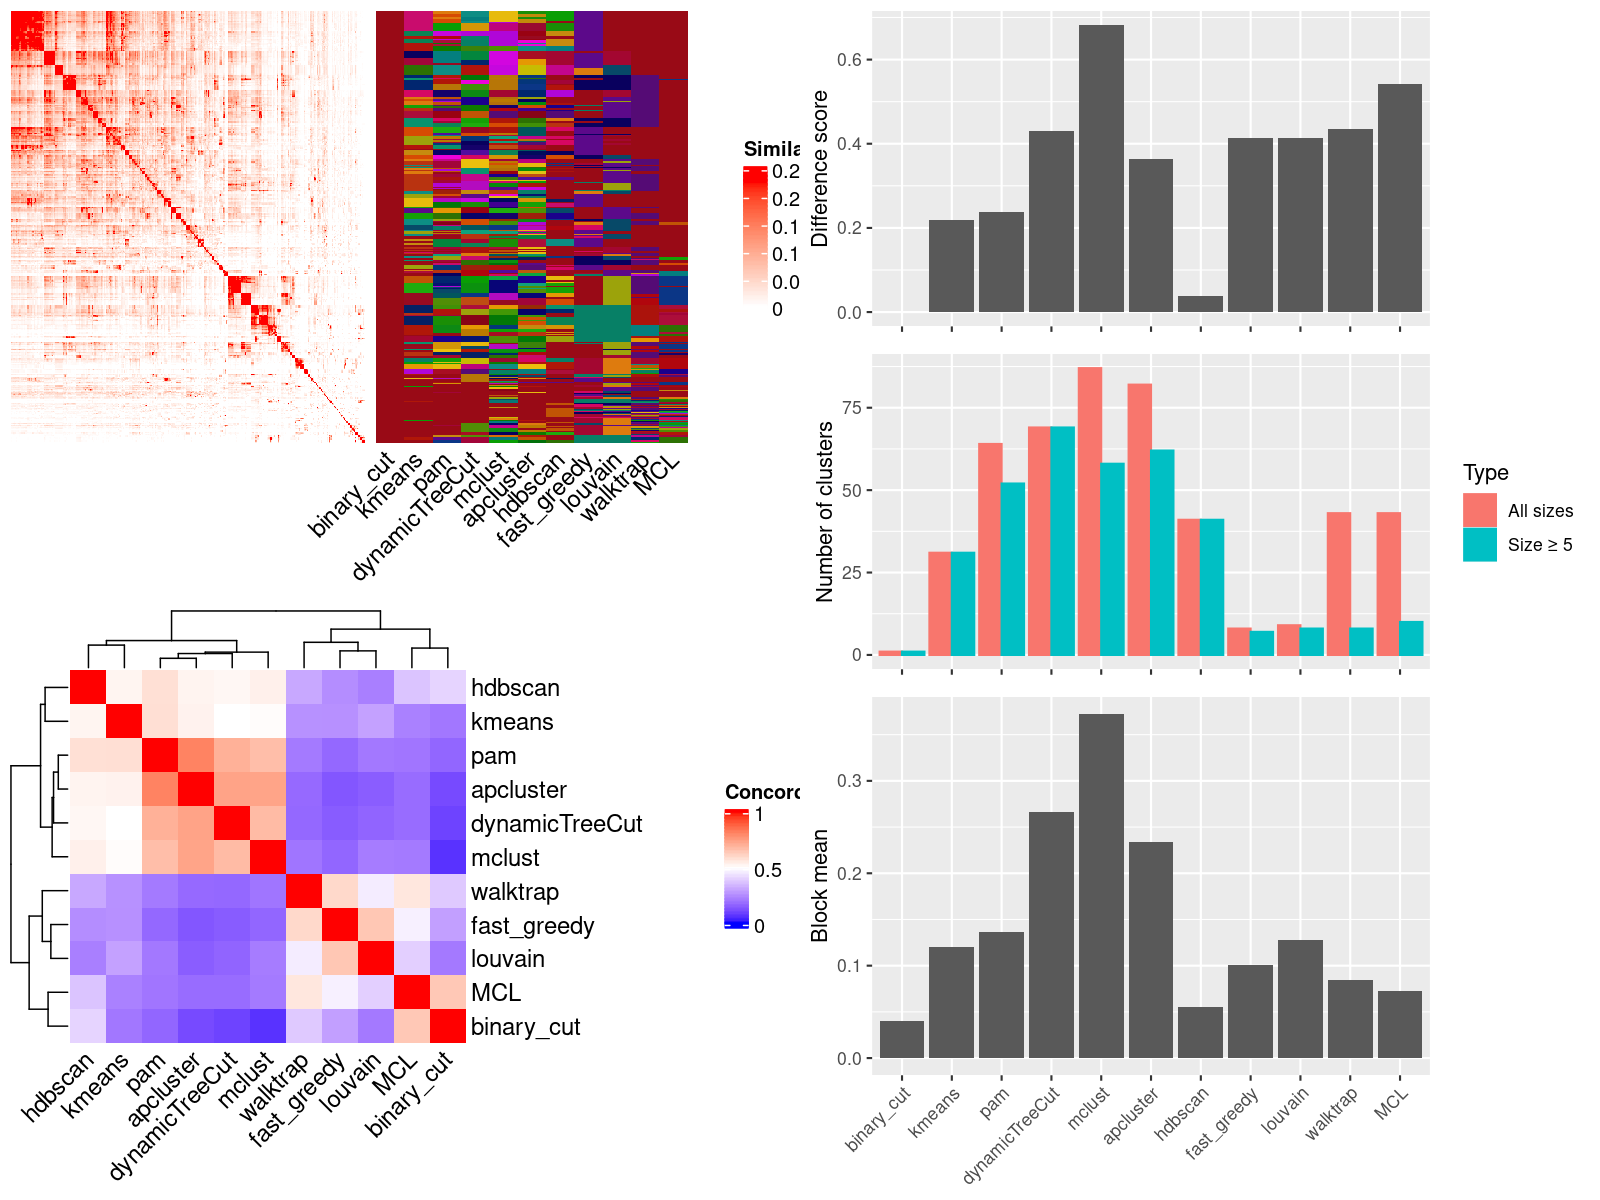 Simila
0.2
0.2
0.1
0.1
0.0
0
binary_cut
kmeans
pam
dynamicTreeCut
mclust
apcluster
hdbscan
fast_greedy
louvain
walktrap
MCL
hdbscan
kmeans
pam
apcluster
dynamicTreeCut
mclust
walktrap
fast_greedy
louvain
MCL
binary_cut
hdbscan
kmeans
pam
apcluster
dynamicTreeCut
mclust
walktrap
fast_greedy
louvain
MCL
binary_cut
Concord
1
0.5
0
Difference score
0.6
0.4
0.2
0.0
Number of clusters
75
50
25
0
Type
All sizes
Size ≥ 5
Block mean
0.3
0.2
0.1
0.0
binary_cut
kmeans
pam
dynamicTreeCut
mclust
apcluster
hdbscan
fast_greedy
louvain
walktrap
MCL